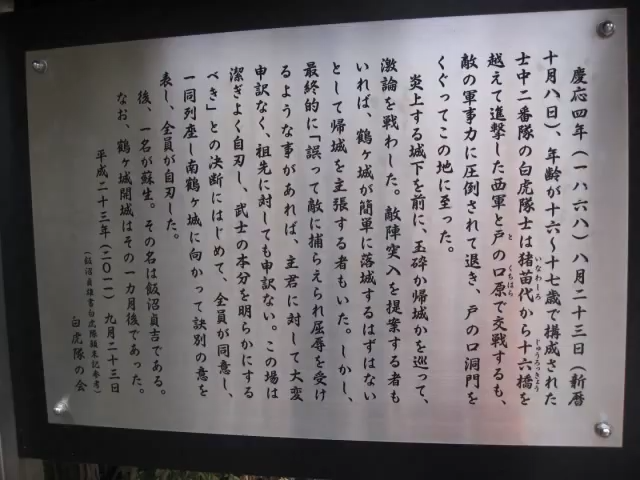 慶応四年（一八六八）八月二十三日（新暦
十月八日）、年齢が十六～十七歳で構成された
士中二番隊の白虎隊士は猪苗代から十六橋を
越えて進撃した西軍と戸の口原で交戦するも、
敵の軍事力に圧倒されて退き、戸の口洞門を
くぐってこの地に至った。
炎上する城下を前に、玉砕か帰城かを巡って、
激論を戦わした。敵陣突入を提案する者も
いれば、鶴ヶ城が簡単に落城するはずはない
として帰城を主張する者もいた。しかし、
最終的に「誤って敵に捕らえられ屈辱を受け
るような事があれば、主君に対して大変
申訳なく、祖先に対しても申訳ない。この場は
潔ぎよく自刃し、武士の本分を明らかにする
べき」との決断にはじめて、全員が同意し、
一同列座し南鶴ヶ城に向かって訣別の意を
表し、全員が自刃した。
後、一名が蘇生。その名は飯沼貞吉である。
なお、鶴ヶ城開城はその一カ月後であった。
平成二十三年（二〇一一）九月二十三日
（飯沼貞雄書白虎隊顛末記参考）
白虎隊の会